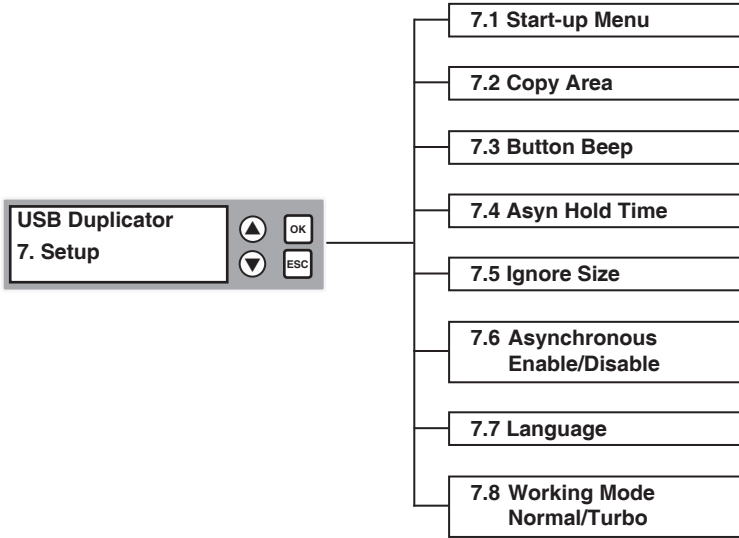 USB Duplicator
7. Setup
OK
ESC
7.1 Start-up Menu
7.2 Copy Area
7.3 Button Beep
7.4 Asyn Hold Time
7.5 Ignore Size
7.6 Asynchronous
Enable/Disable
7.7 Language
7.8 Working Mode
Normal/Turbo